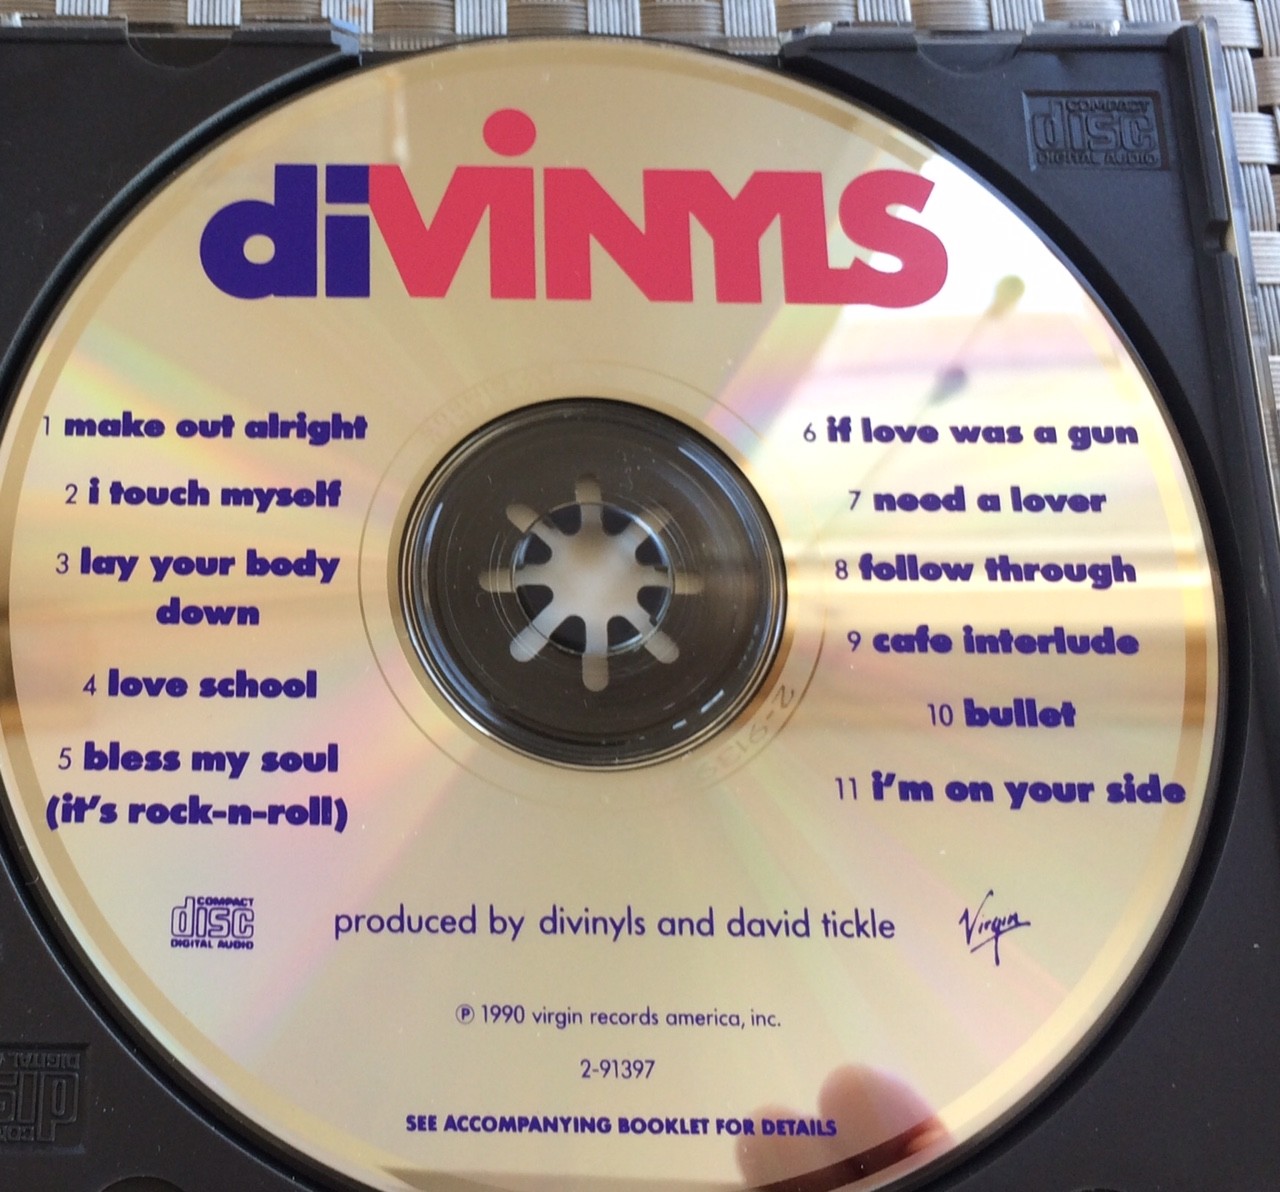 COMPACT
disc
DIGITAL AUDIO
diVINYLS
1 make out alright
2 i touch myself
3 lay your body
down
4 love school
5 bless my soul
(it's rock-n-roll)
6 if love was a gun
7 need a lover
8 follow through
9 cafe interlude
10 bullet
11 i'm on your side
COMPACT
disc
DIGITAL AUDIO
produced by divinyls and david tickle
Virgin
℗ 1990 virgin records america, inc.
2-91397
SEE ACCOMPANYING BOOKLET FOR DETAILS